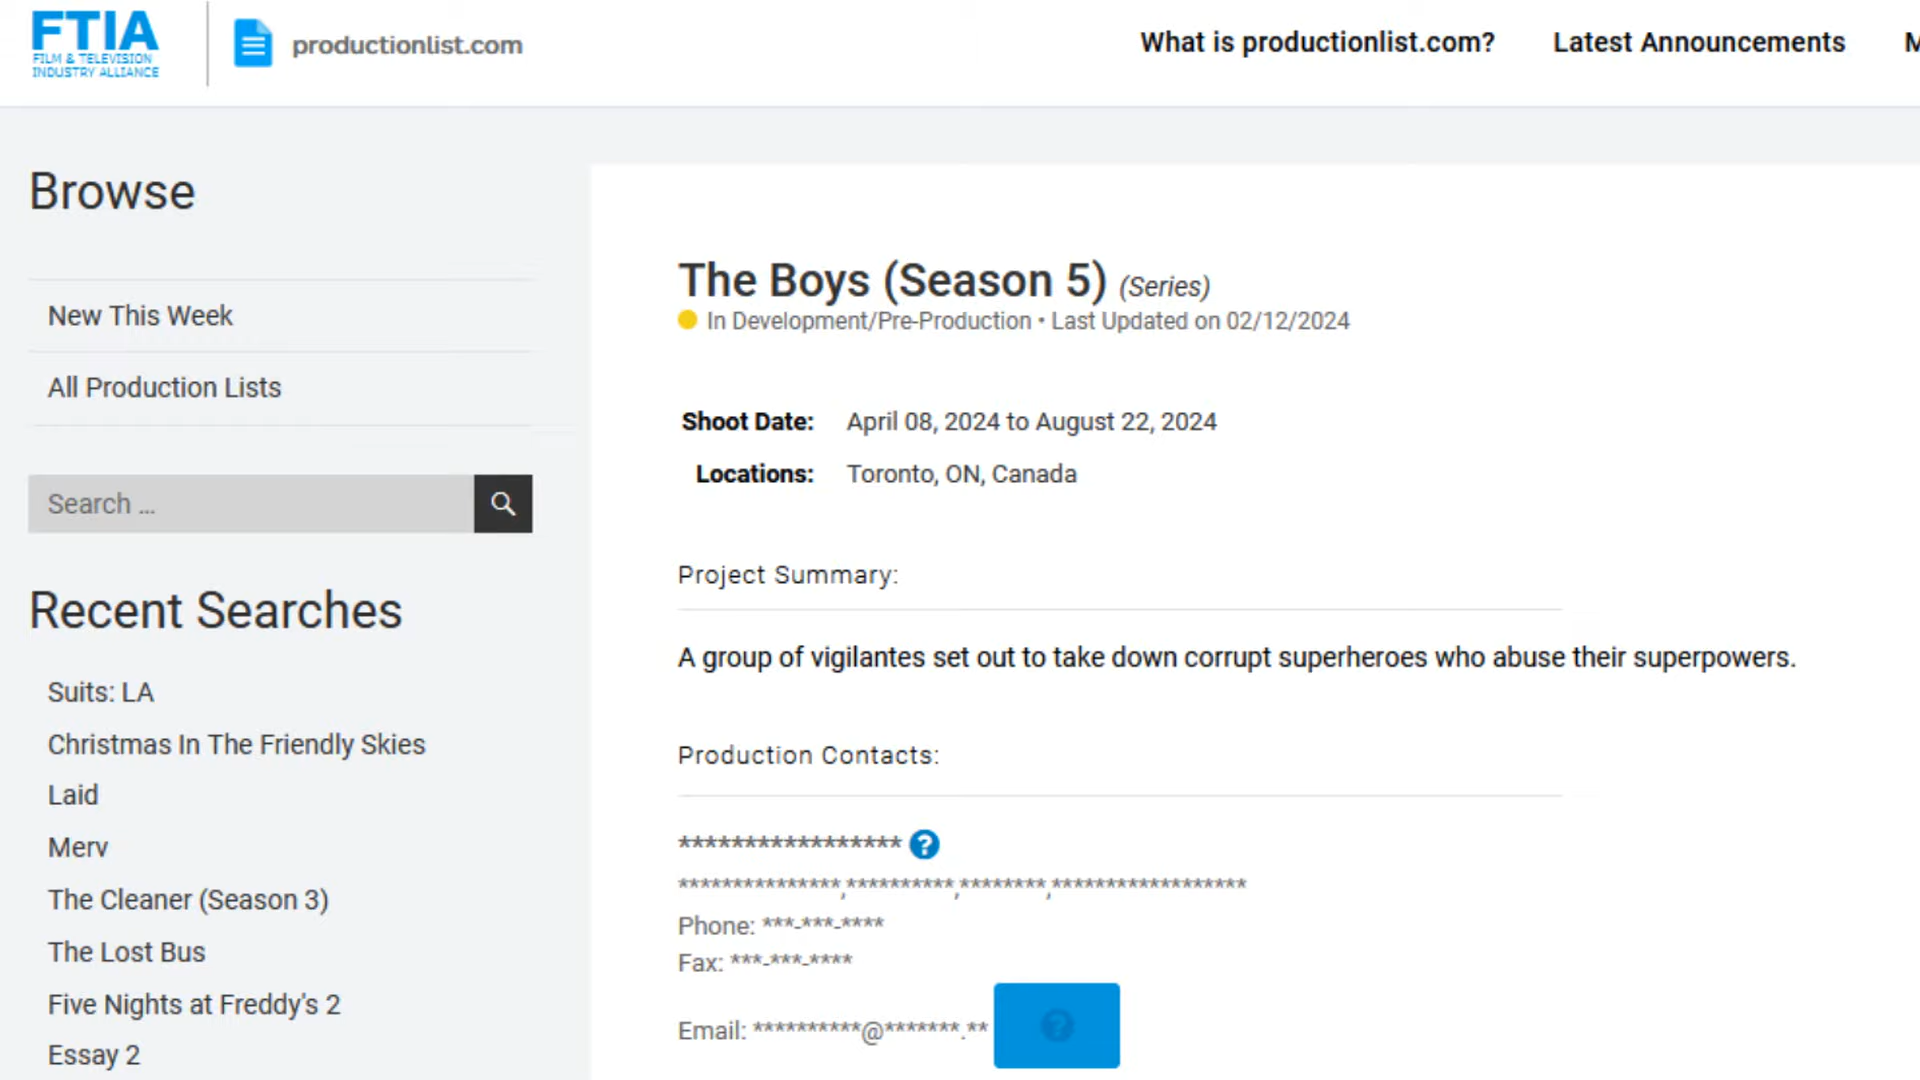 FTIA
FILM & TELEVISION
INDUSTRY ALLIANCE
productionlist.com
What is productionlist.com?
Latest Announcements
M
Browse
New This Week
All Production Lists
Search ...
Recent Searches
Suits: LA
Christmas In The Friendly Skies
Laid
Merv
The Cleaner (Season 3)
The Lost Bus
Five Nights at Freddy's 2
Essay 2
The Boys (Season 5) (Series)
In Development/Pre-Production • Last Updated on 02/12/2024
Shoot Date: April 08, 2024 to August 22, 2024
Locations: Toronto, ON, Canada
Project Summary:
A group of vigilantes set out to take down corrupt superheroes who abuse their superpowers.
Production Contacts:
***************** ?
***************,**********,********,******************
Phone: ***-***-****
Fax: ***-***-****
Email: **********@*******.** ?